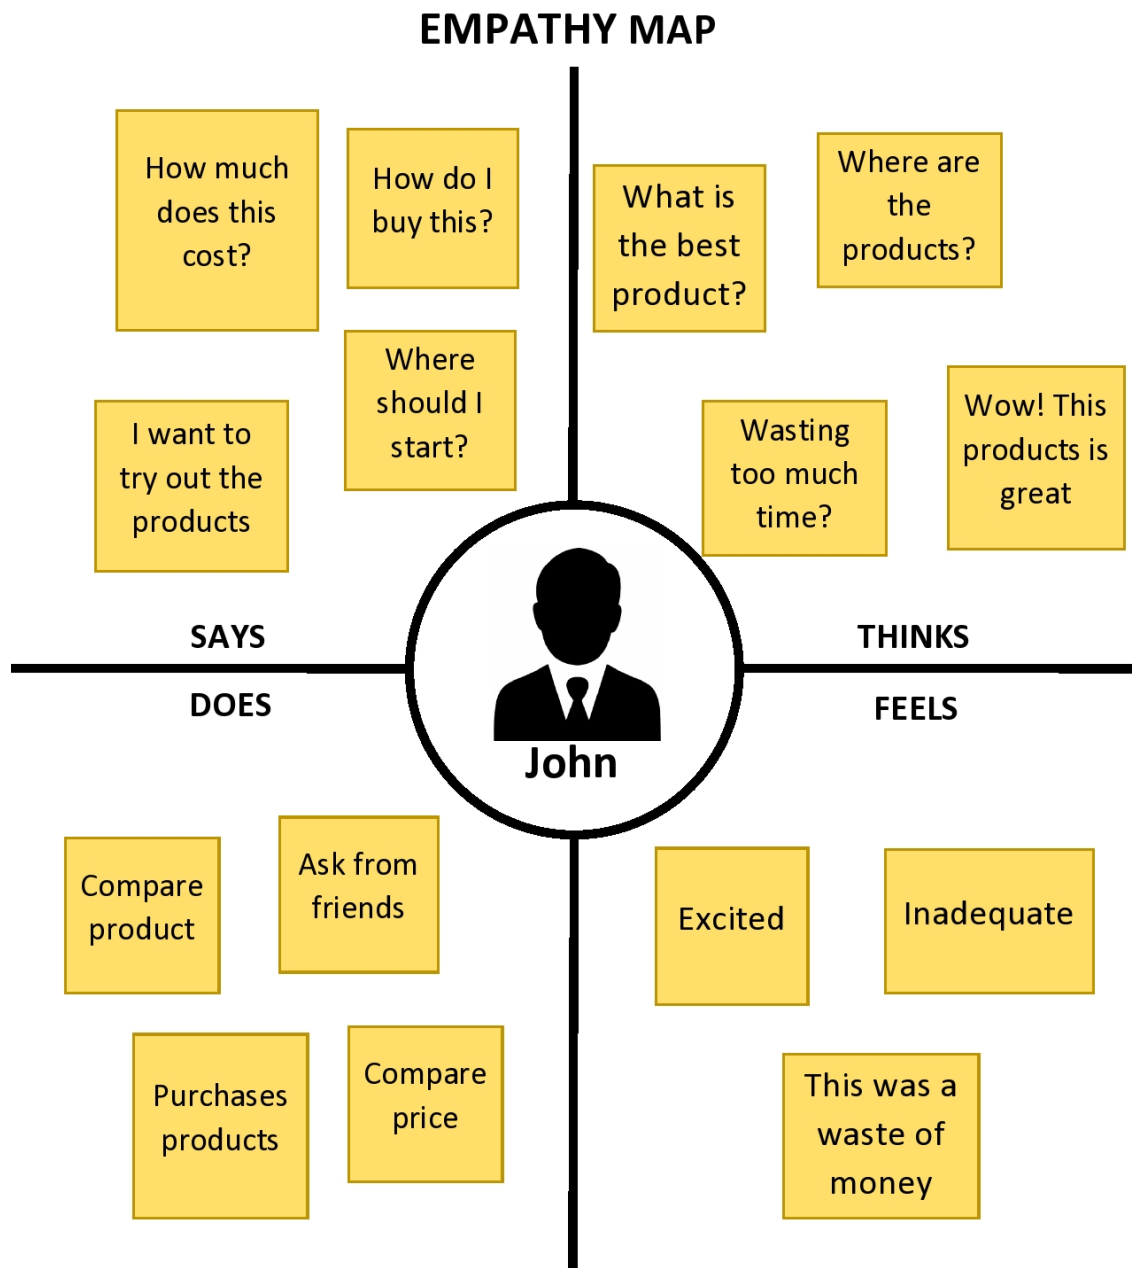 EMPATHY MAP
How much
does this
cost?
How do I
buy this?
I want to
try out the
products
Where
should I
start?
SAYS
What is
the best
product?
Where are
the
products?
Wasting
too much
time?
Wow! This
products is
great
THINKS
John
DOES
Compare
product
Ask from
friends
Purchases
products
Compare
price
FEELS
Excited
Inadequate
This was a
waste of
money